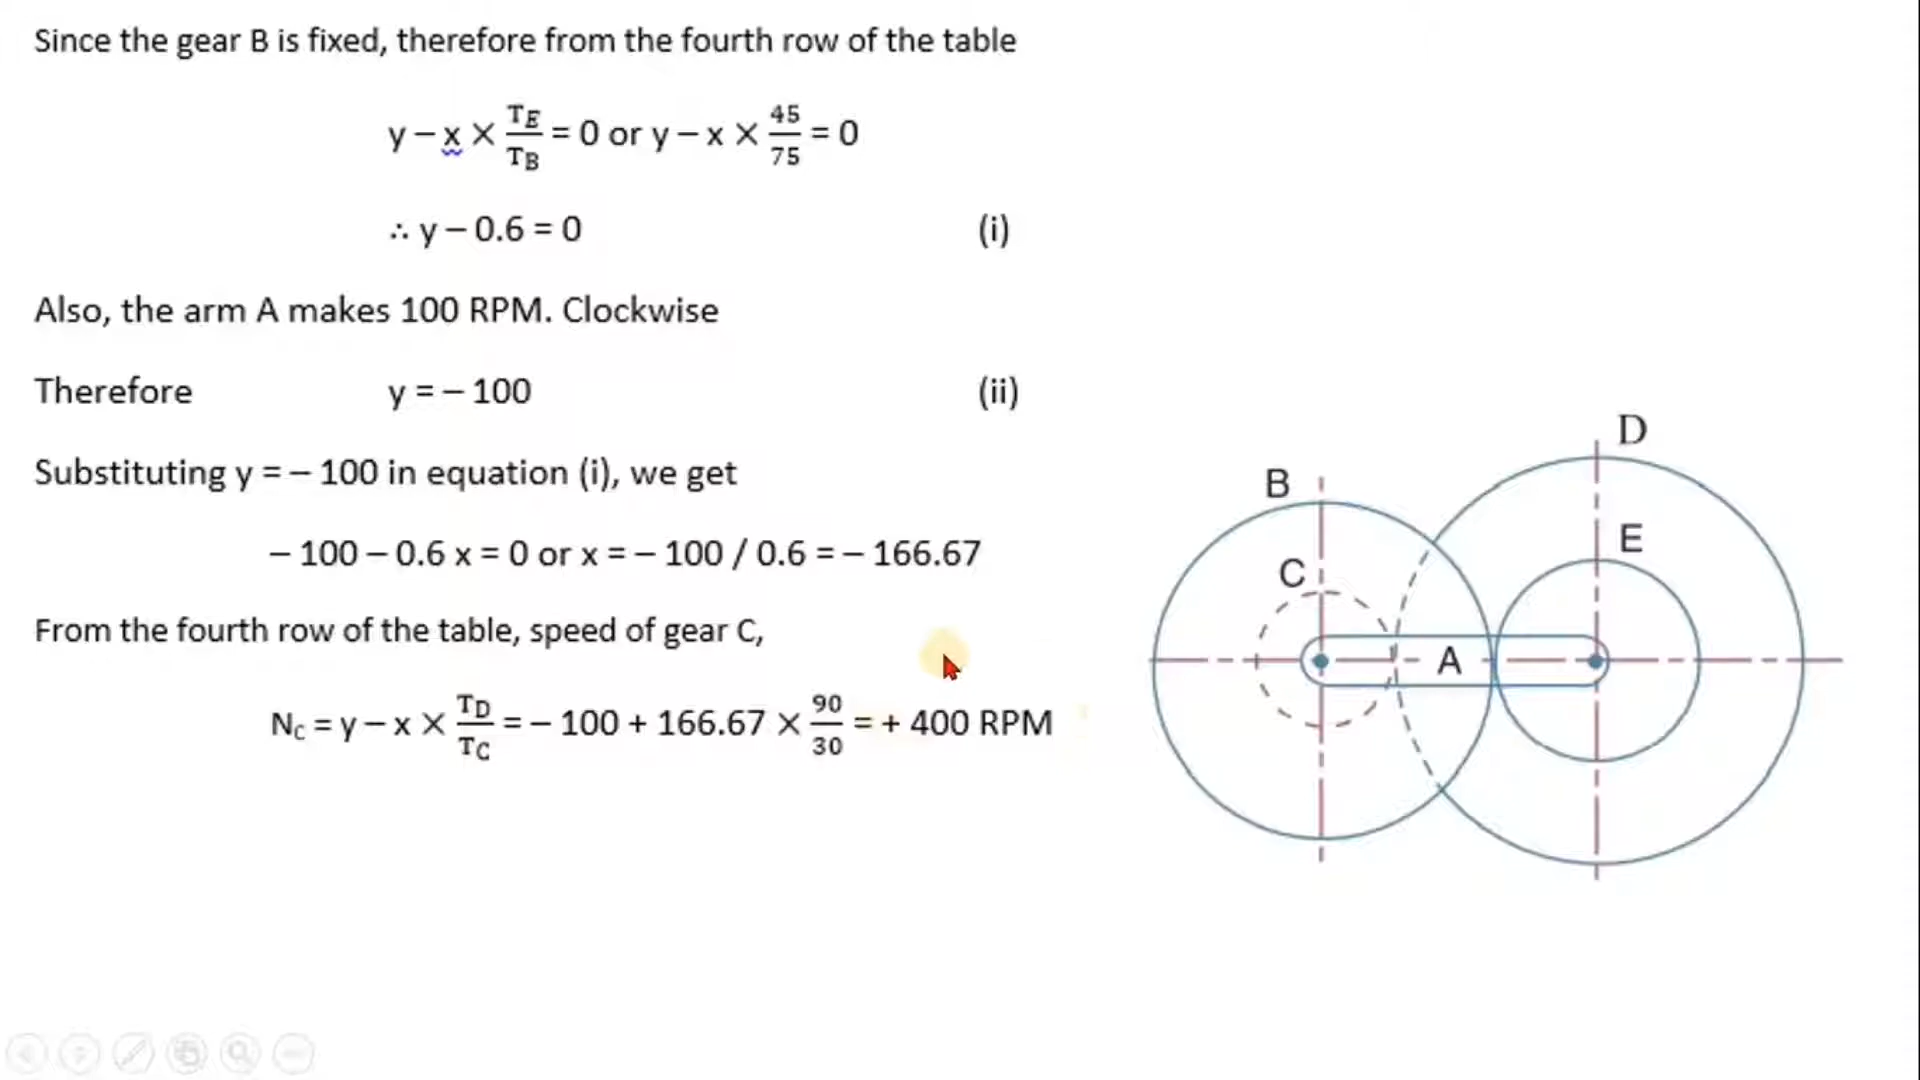 Since the gear B is fixed, therefore from the fourth row of the table
y – x × TE/TB = 0 or y – x × 45/75 = 0
∴ y – 0.6 = 0 (i)
Also, the arm A makes 100 RPM. Clockwise
Therefore y = – 100 (ii)
Substituting y = – 100 in equation (i), we get
– 100 – 0.6 x = 0 or x = – 100 / 0.6 = – 166.67
From the fourth row of the table, speed of gear C,
NC = y – x × TD/TC = – 100 + 166.67 × 90/30 = + 400 RPM
D
B
E
C
A